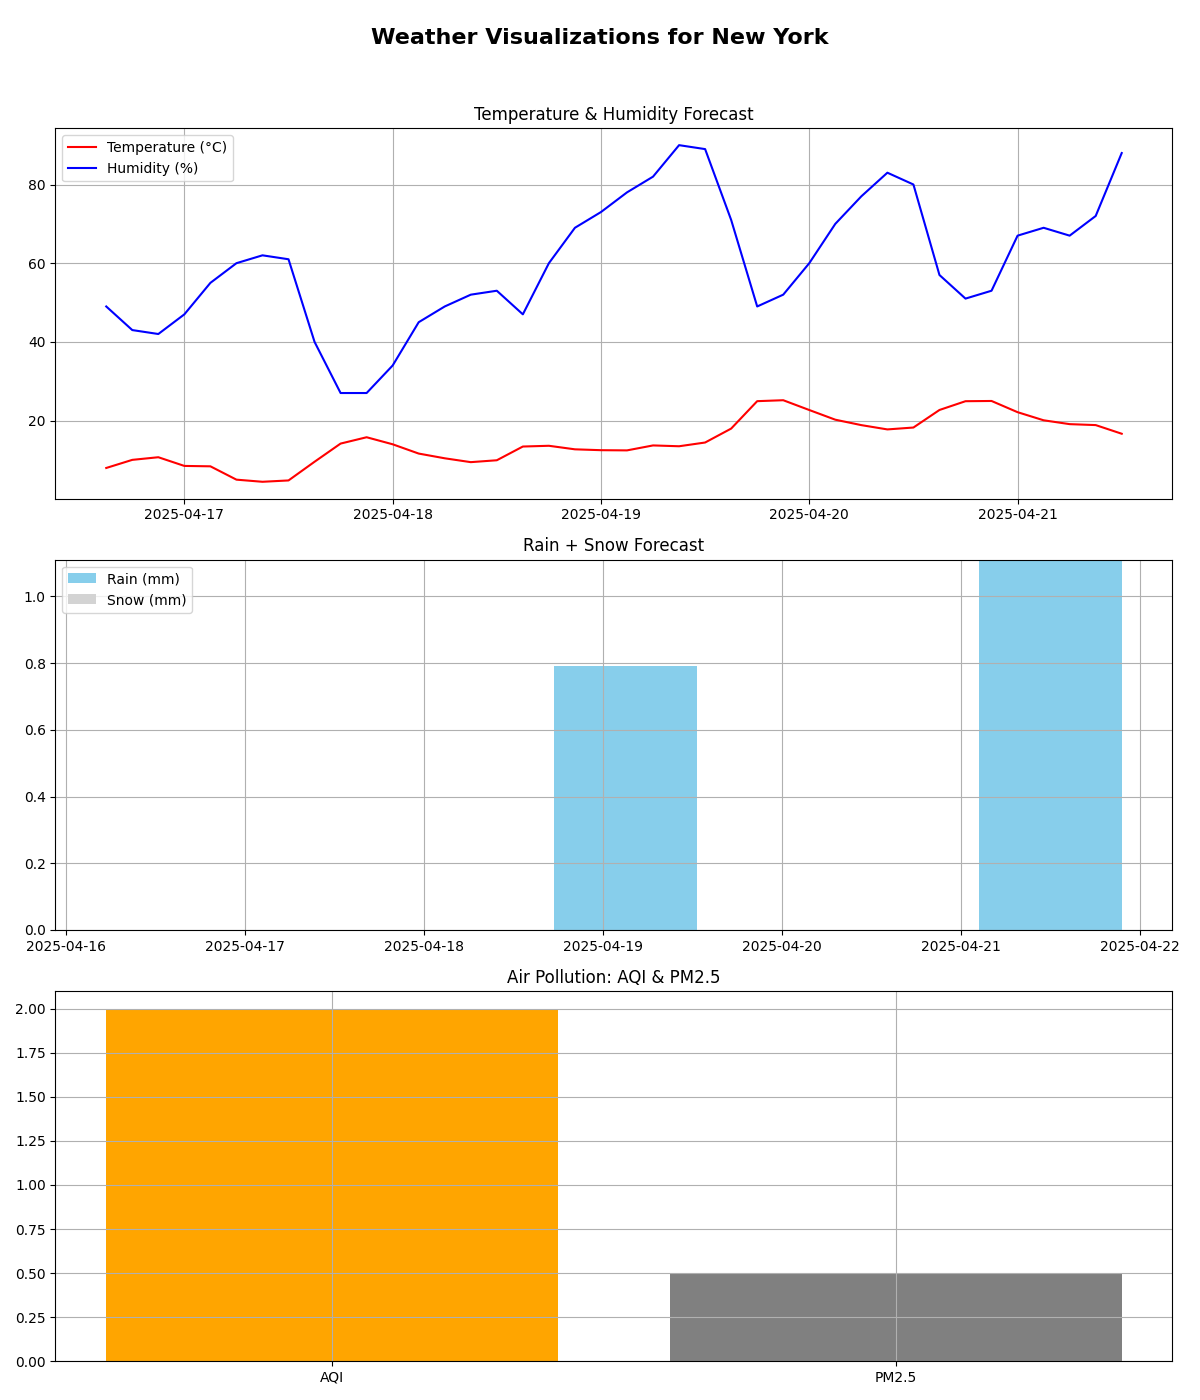 Weather Visualizations for New York
Temperature & Humidity Forecast
Temperature (°C)
Humidity (%)
80
60
40
20
2025-04-17 2025-04-18 2025-04-19 2025-04-20 2025-04-21
Rain + Snow Forecast
Rain (mm)
Snow (mm)
1.0
0.8
0.6
0.4
0.2
0.0
2025-04-16 2025-04-17 2025-04-18 2025-04-19 2025-04-20 2025-04-21 2025-04-22
Air Pollution: AQI & PM2.5
2.00
1.75
1.50
1.25
1.00
0.75
0.50
0.25
0.00
AQI PM2.5